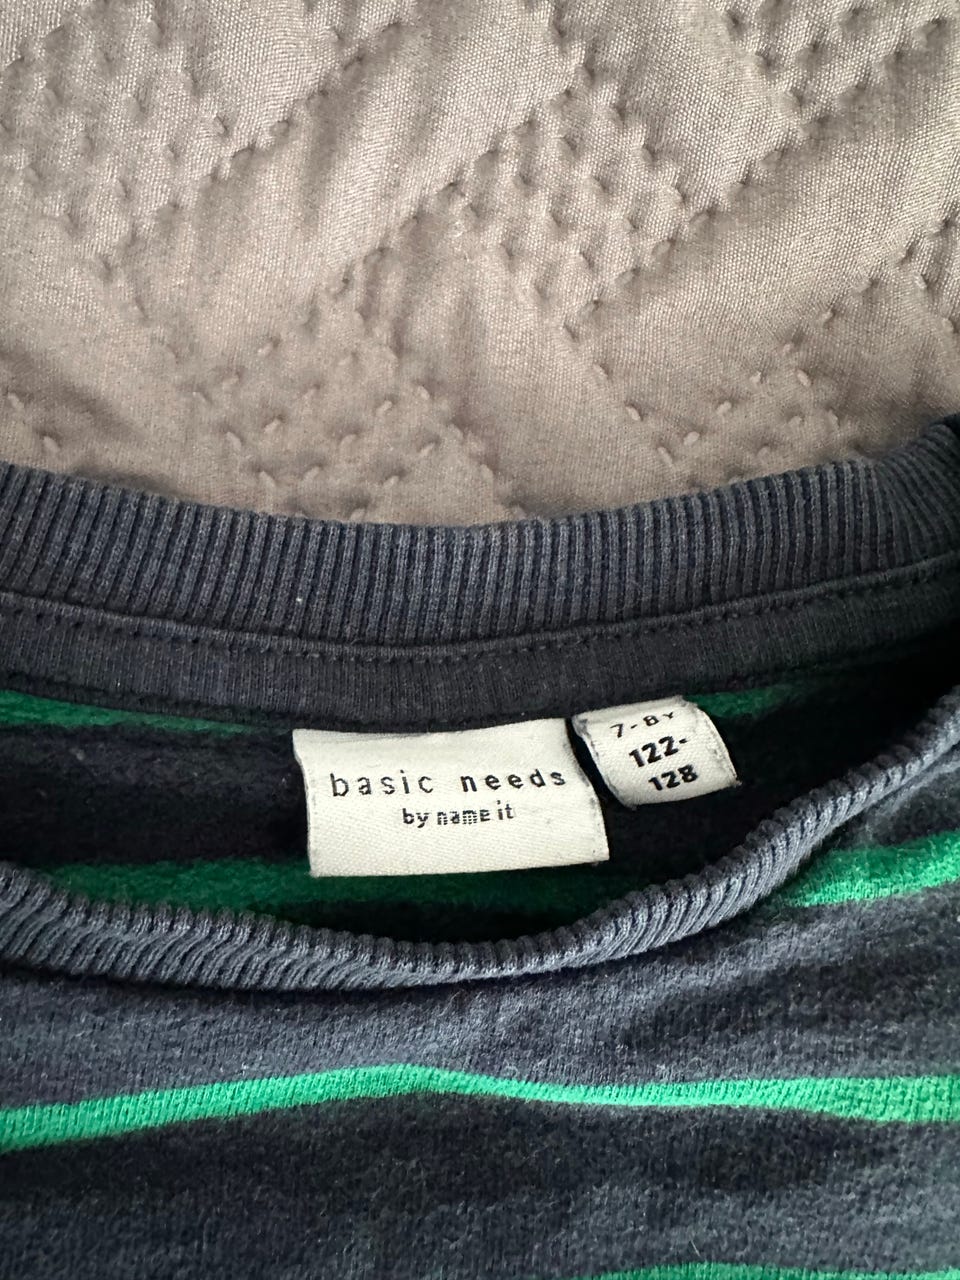 basic needs
by name it
7-8Y
122-
128